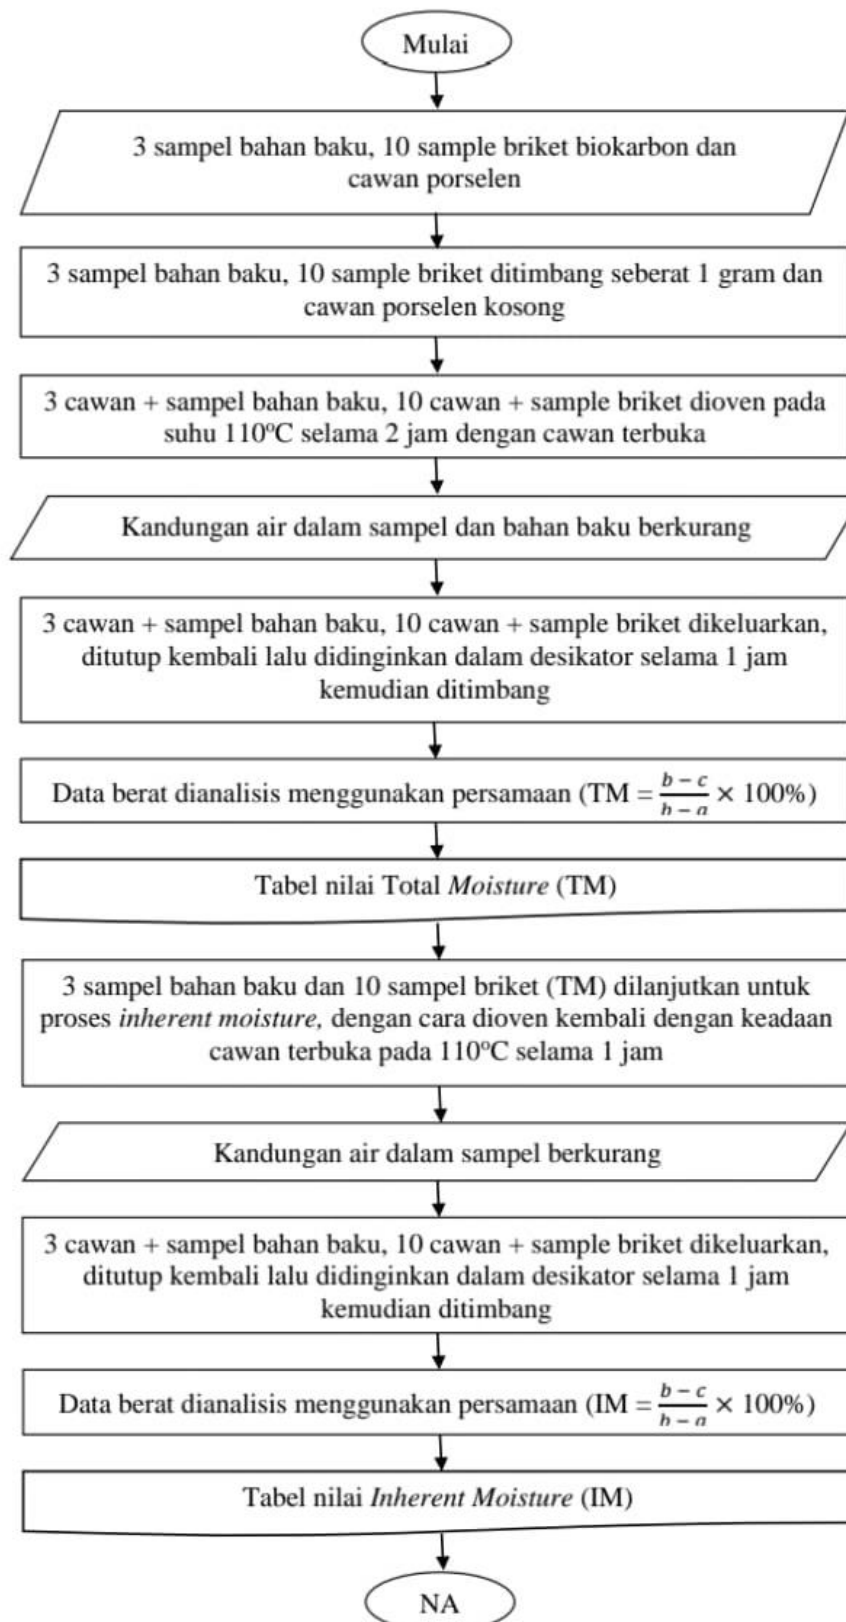 Mulai
3 sampel bahan baku, 10 sample briket biokarbon dan
cawan porselen
3 sampel bahan baku, 10 sample briket ditimbang seberat 1 gram dan
cawan porselen kosong
3 cawan + sampel bahan baku, 10 cawan + sample briket dioven pada
suhu 110ºC selama 2 jam dengan cawan terbuka
Kandungan air dalam sampel dan bahan baku berkurang
3 cawan + sampel bahan baku, 10 cawan + sample briket dikeluarkan,
ditutup kembali lalu didinginkan dalam desikator selama 1 jam
kemudian ditimbang
Data berat dianalisis menggunakan persamaan (TM = \frac{b - c}{b - a} × 100%)
Tabel nilai Total Moisture (TM)
3 sampel bahan baku dan 10 sampel briket (TM) dilanjutkan untuk
proses inherent moisture, dengan cara dioven kembali dengan keadaan
cawan terbuka pada 110ºC selama 1 jam
Kandungan air dalam sampel berkurang
3 cawan + sampel bahan baku, 10 cawan + sample briket dikeluarkan,
ditutup kembali lalu didinginkan dalam desikator selama 1 jam
kemudian ditimbang
Data berat dianalisis menggunakan persamaan (IM = \frac{b - c}{b - a} × 100%)
Tabel nilai Inherent Moisture (IM)
NA